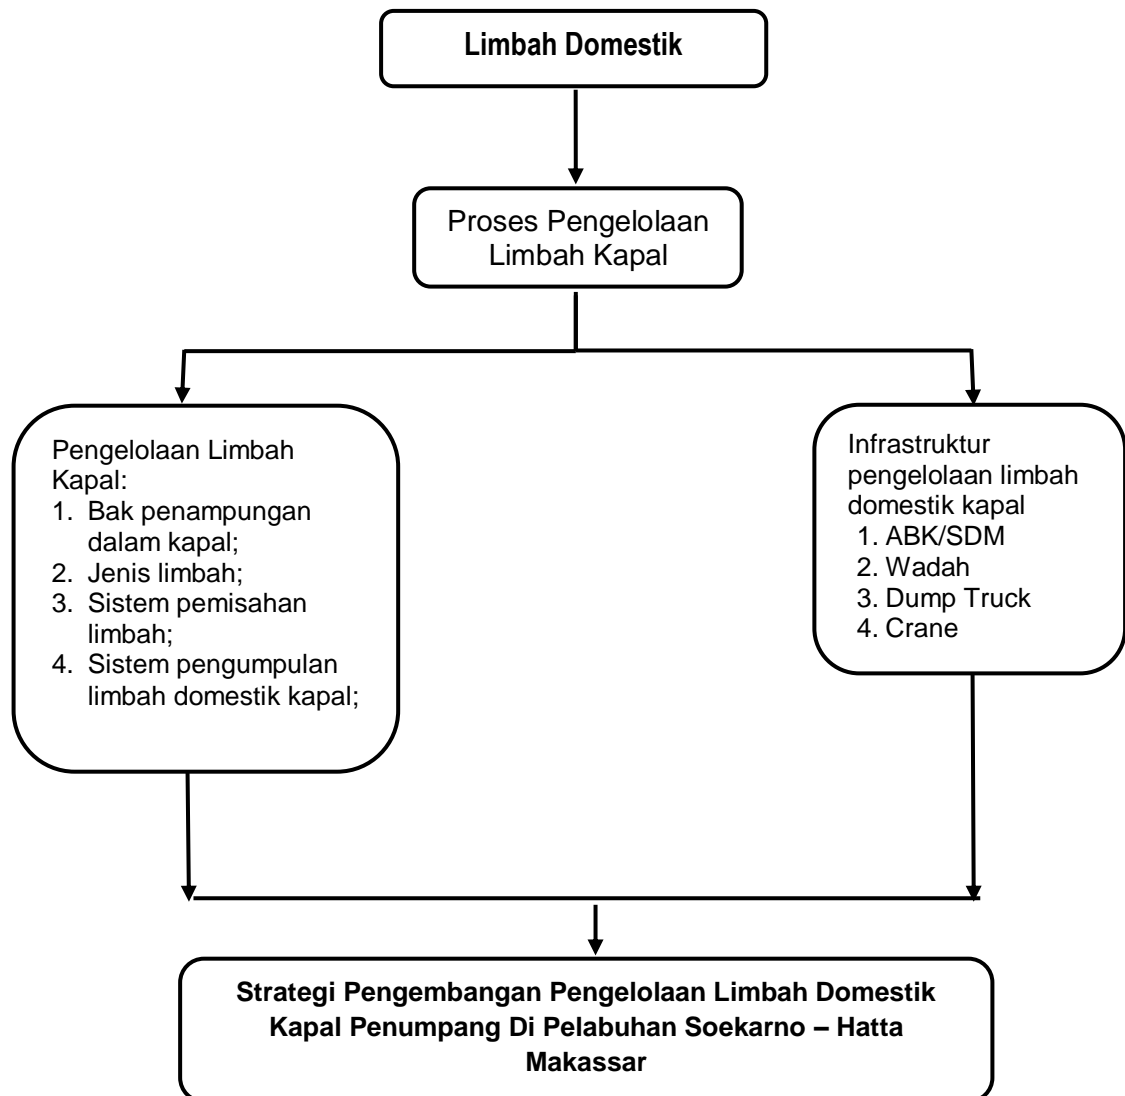 Limbah Domestik
Proses Pengelolaan
Limbah Kapal
Pengelolaan Limbah
Kapal:
1. Bak penampungan
dalam kapal;
2. Jenis limbah;
3. Sistem pemisahan
limbah;
4. Sistem pengumpulan
limbah domestik kapal;
Infrastruktur
pengelolaan limbah
domestik kapal
1. ABK/SDM
2. Wadah
3. Dump Truck
4. Crane
Strategi Pengembangan Pengelolaan Limbah Domestik
Kapal Penumpang Di Pelabuhan Soekarno – Hatta
Makassar